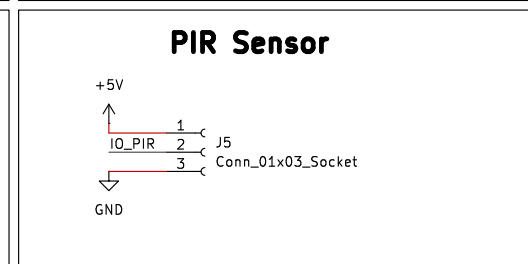 PIR Sensor
+5V
1
IO_PIR 2 J5
3 Conn_01x03_Socket
GND